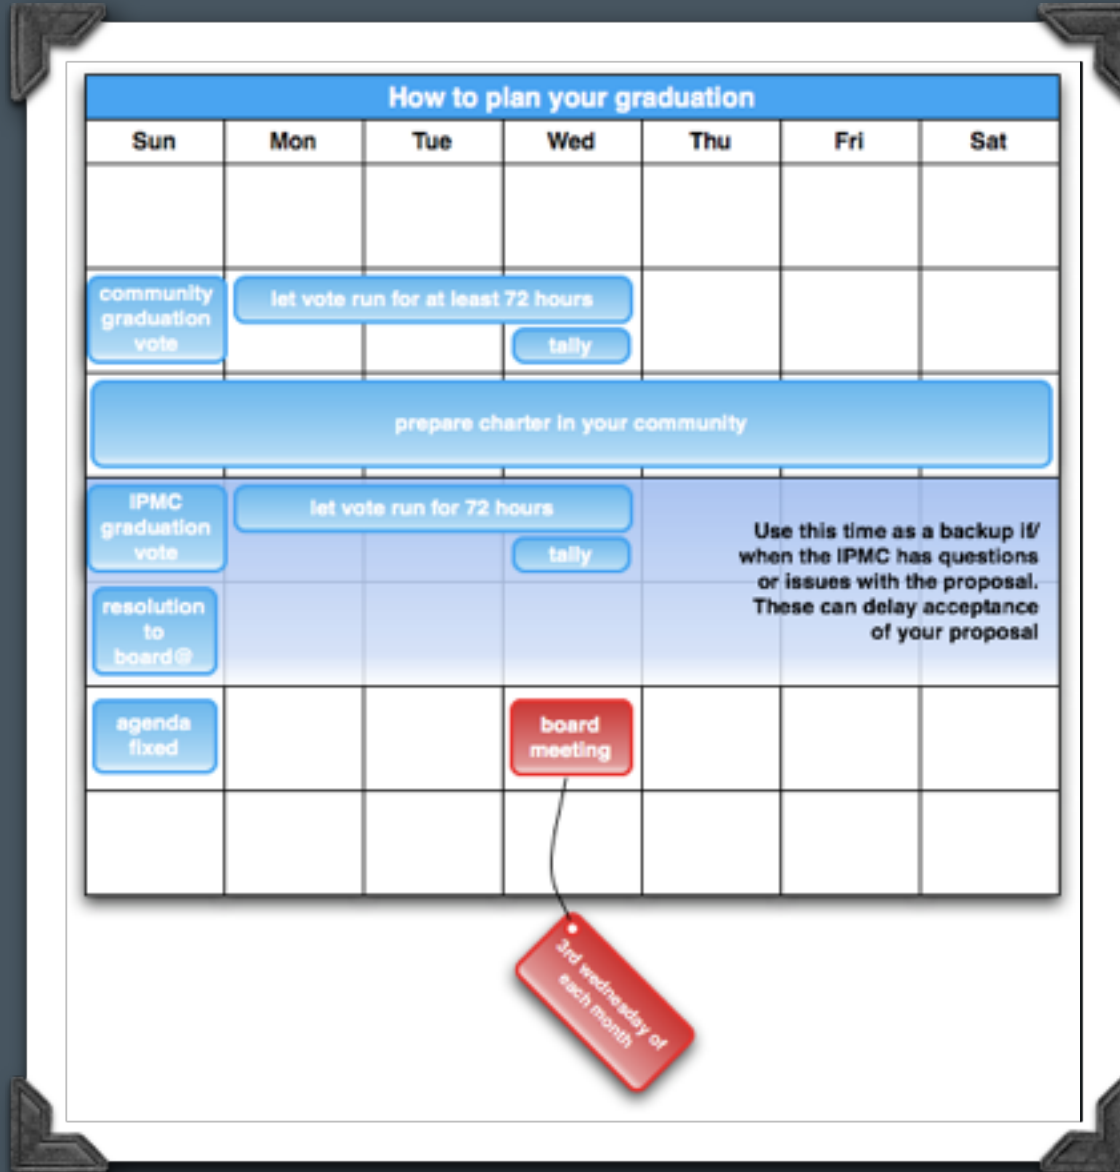 How to plan your graduation
Sun Mon Tue Wed Thu Fri Sat
community
graduation
vote
let vote run for at least 72 hours
tally
prepare charter in your community
IPMC
graduation
vote
let vote run for 72 hours
tally
Use this time as a backup if/
when the IPMC has questions
or issues with the proposal.
These can delay acceptance
of your proposal
resolution
to
board@
agenda
fixed
board
meeting
3rd wednesday of
each month